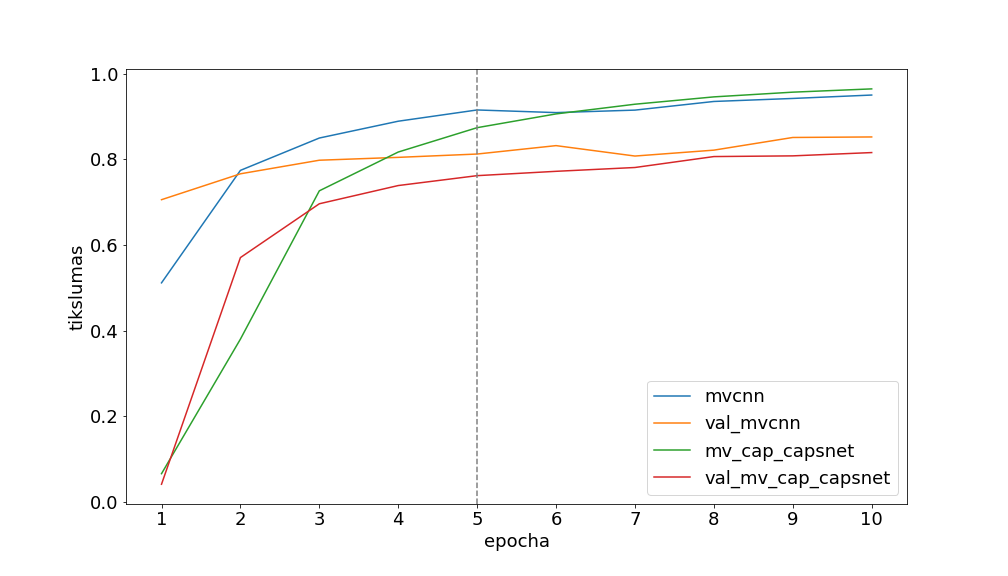 1.0
0.8
0.6
0.4
0.2
0.0
tikslumas
1 2 3 4 5 6 7 8 9 10
epocha
mvcnn
val_mvcnn
mv_cap_capsnet
val_mv_cap_capsnet